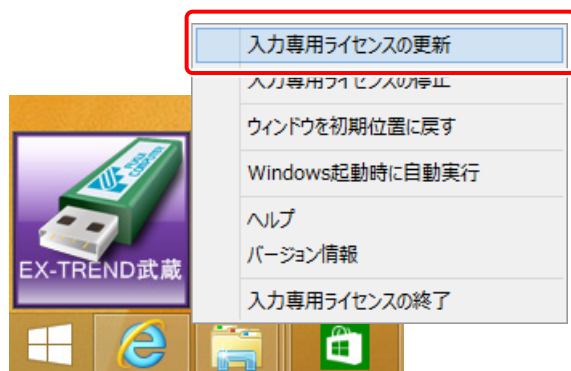 入力専用ライセンスの更新
入力専用ライセンスの停止
ウィンドウを初期位置に戻す
Windows起動時に自動実行
ヘルプ
バージョン情報
入力専用ライセンスの終了
FUKUI COMPUTER
EX-TREND武蔵